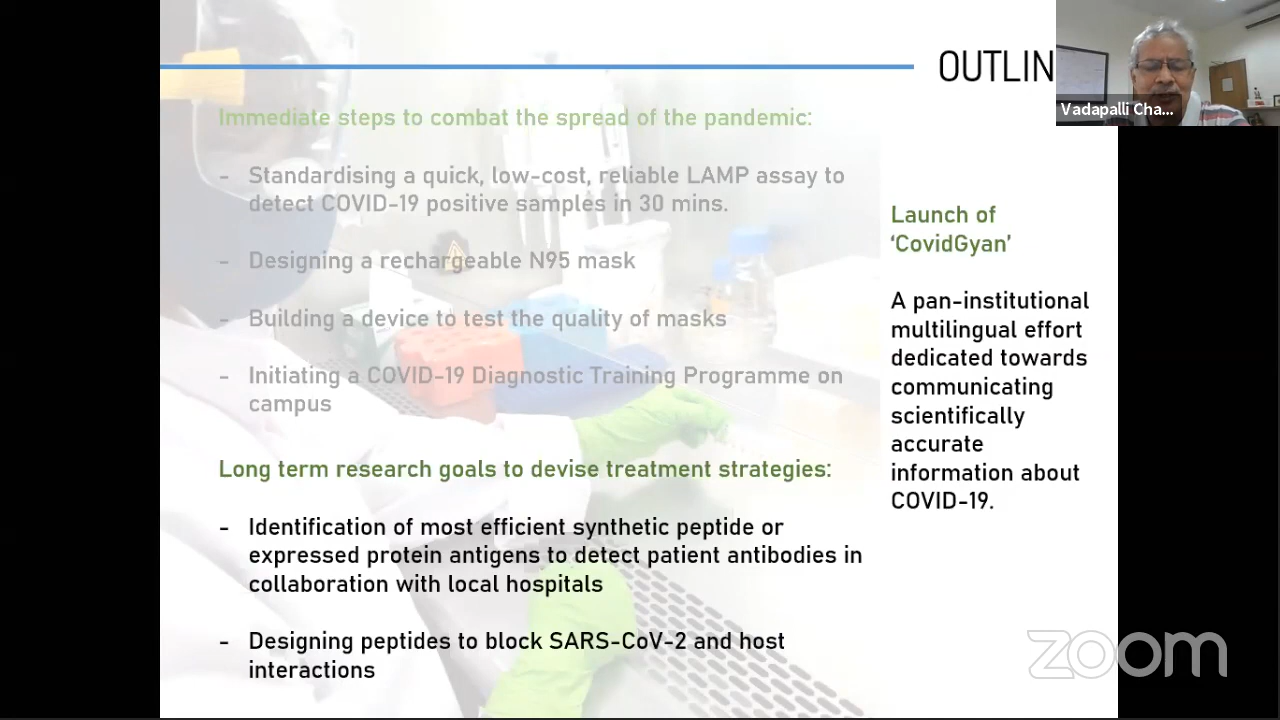 OUTLIN
Vadapalli Cha...
Immediate steps to combat the spread of the pandemic:
- Standardising a quick, low-cost, reliable LAMP assay to
detect COVID-19 positive samples in 30 mins.
- Designing a rechargeable N95 mask
- Building a device to test the quality of masks
- Initiating a COVID-19 Diagnostic Training Programme on
campus
Long term research goals to devise treatment strategies:
- Identification of most efficient synthetic peptide or
expressed protein antigens to detect patient antibodies in
collaboration with local hospitals
- Designing peptides to block SARS-CoV-2 and host
interactions
Launch of
‘CovidGyan’
A pan-institutional
multilingual effort
dedicated towards
communicating
scientifically
accurate
information about
COVID-19.
zoom